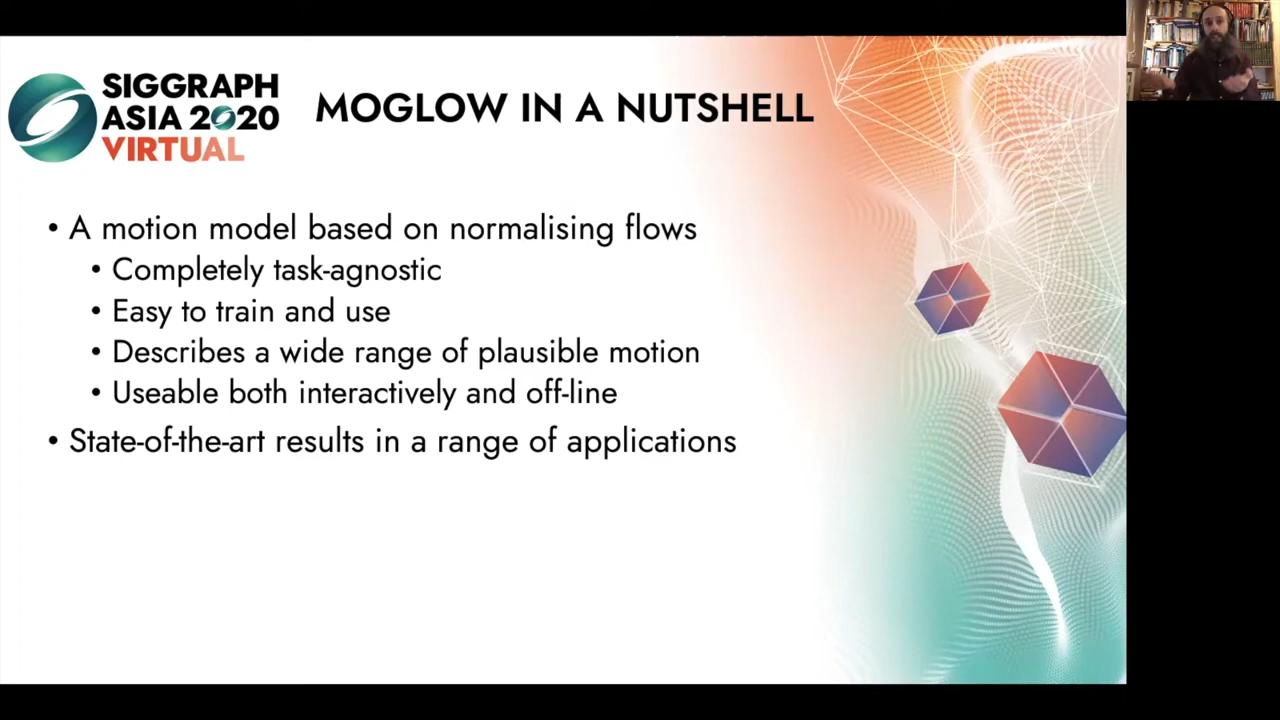 SIGGRAPH
ASIA 2020
VIRTUAL
MOGLOW IN A NUTSHELL
• A motion model based on normalising flows
• Completely task-agnostic
• Easy to train and use
• Describes a wide range of plausible motion
• Useable both interactively and off-line
• State-of-the-art results in a range of applications